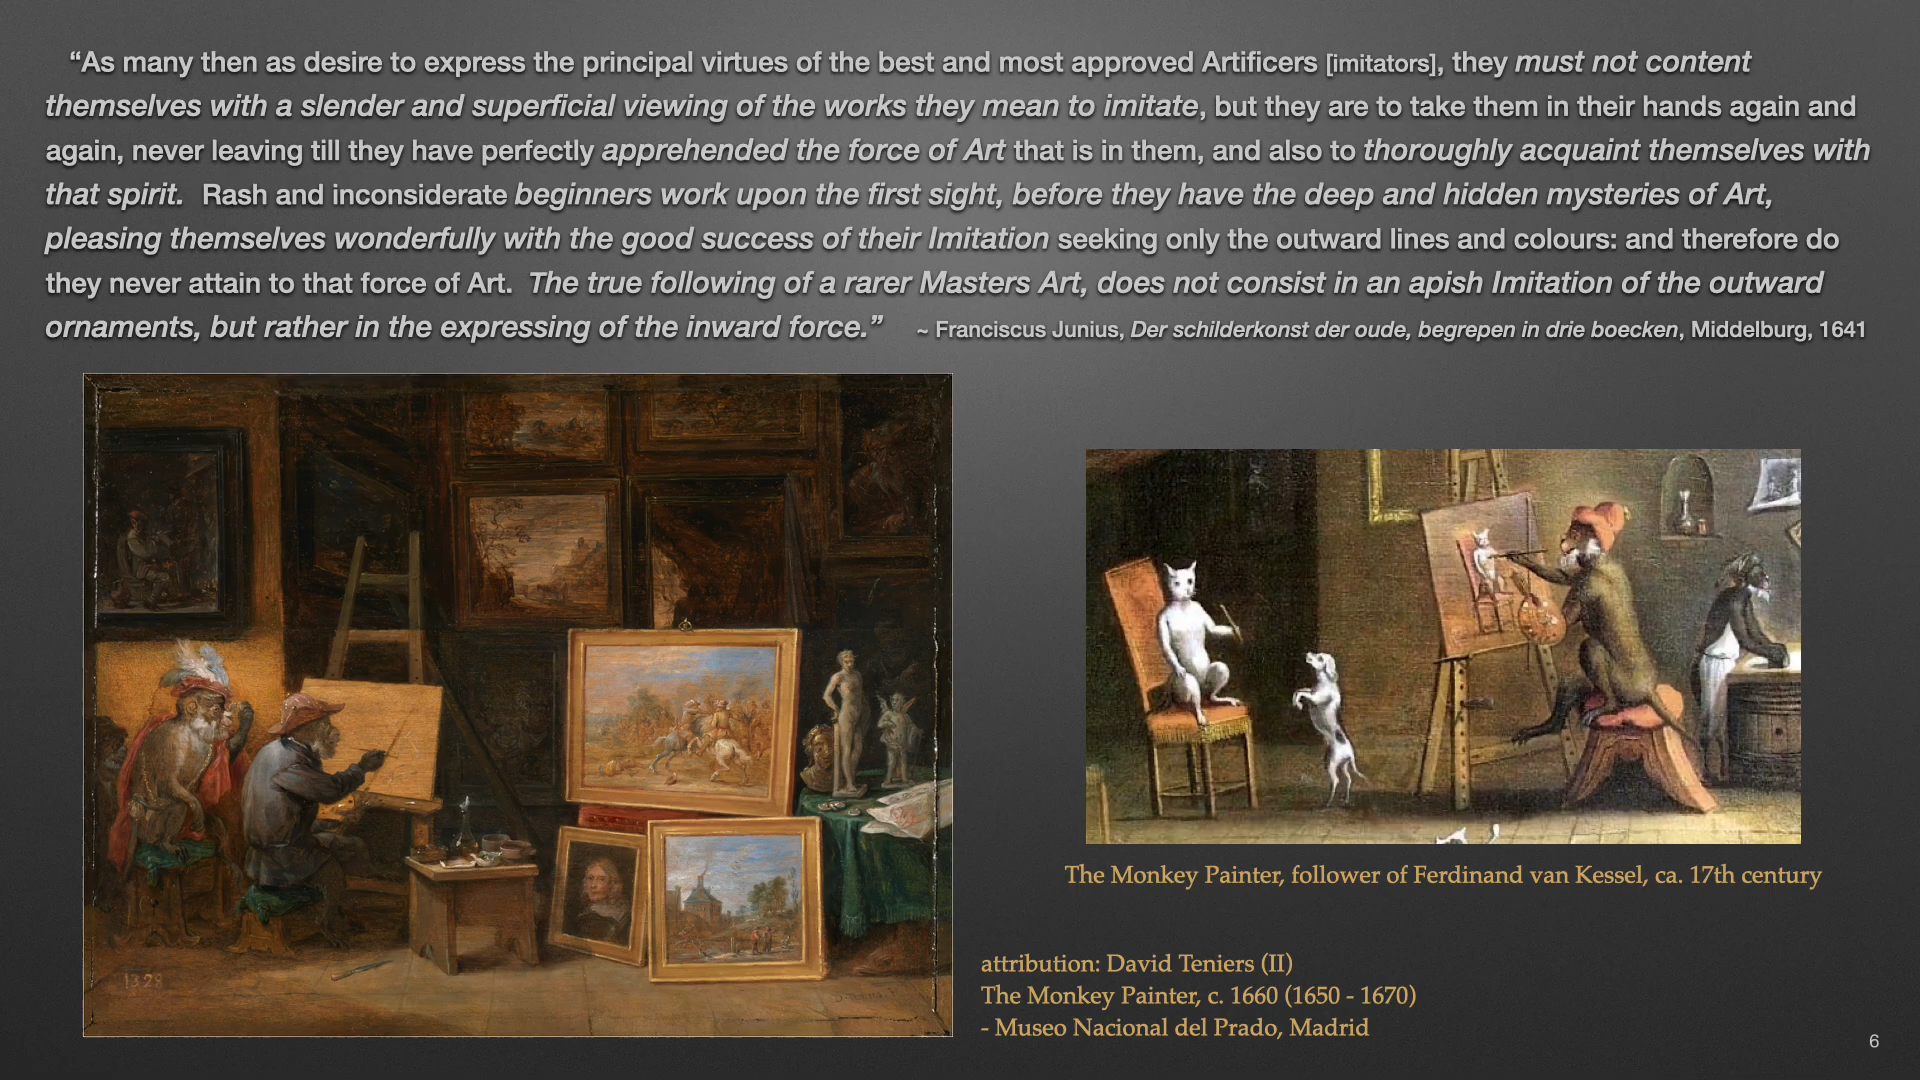 “As many then as desire to express the principal virtues of the best and most approved Artificers [imitators], they must not content
themselves with a slender and superficial viewing of the works they mean to imitate, but they are to take them in their hands again and
again, never leaving till they have perfectly apprehended the force of Art that is in them, and also to thoroughly acquaint themselves with
that spirit. Rash and inconsiderate beginners work upon the first sight, before they have the deep and hidden mysteries of Art,
pleasing themselves wonderfully with the good success of their Imitation seeking only the outward lines and colours: and therefore do
they never attain to that force of Art. The true following of a rarer Masters Art, does not consist in an apish Imitation of the outward
ornaments, but rather in the expressing of the inward force.” ~ Franciscus Junius, Der schilderkonst der oude, begrepen in drie boecken, Middelburg, 1641
1328
The Monkey Painter, follower of Ferdinand van Kessel, ca. 17th century
attribution: David Teniers (II)
The Monkey Painter, c. 1660 (1650 - 1670)
- Museo Nacional del Prado, Madrid
6